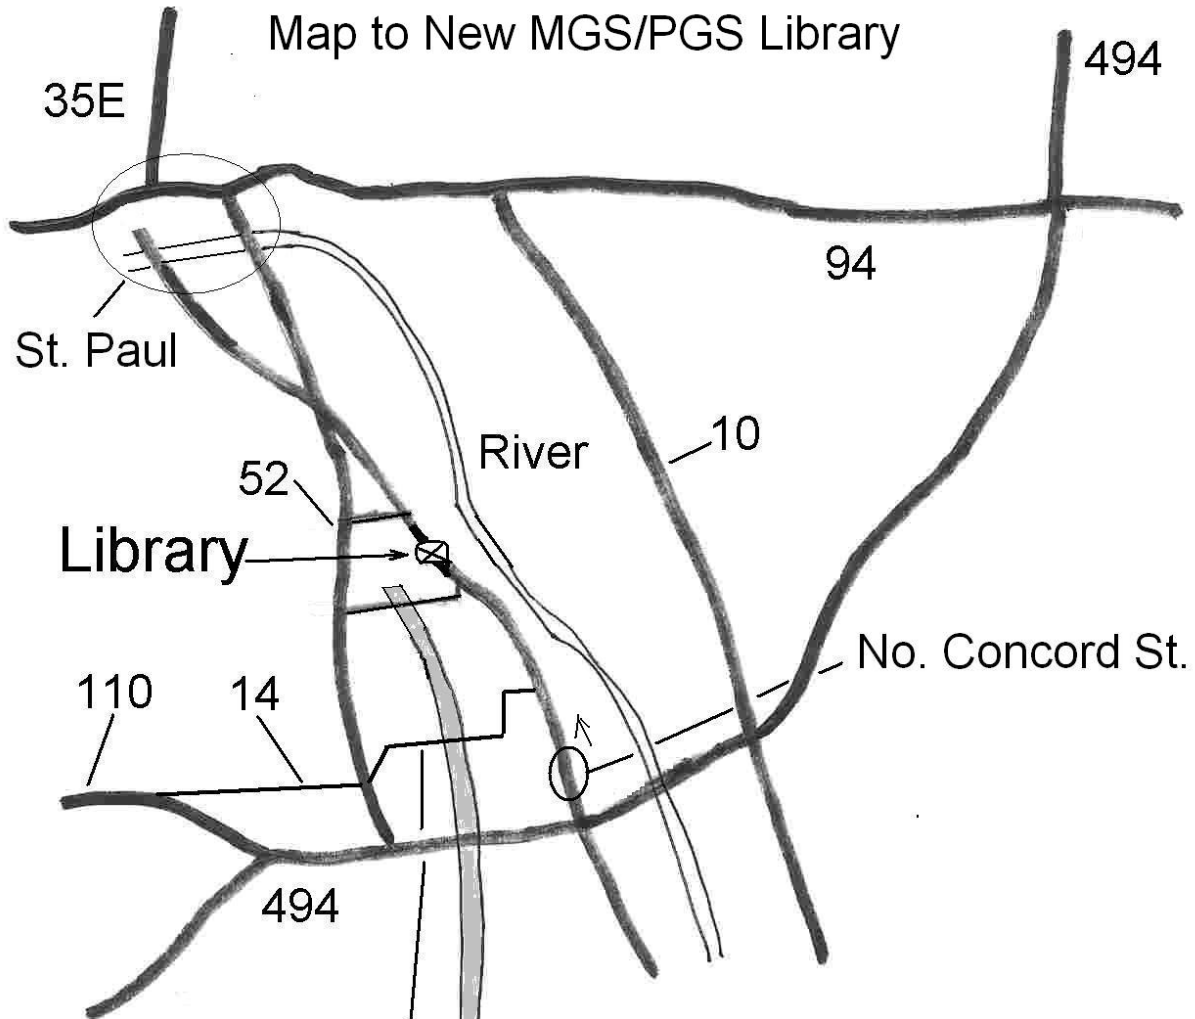 Map to New MGS/PGS Library
494
35E
94
St. Paul
10
River
52
Library
No. Concord St.
110
14
494